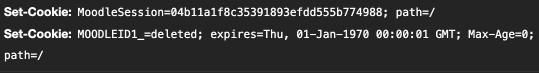 Set-Cookie: MoodleSession=04b11a1f8c35391893efdd555b774988; path=/
Set-Cookie: MOODLEID1_=deleted; expires=Thu, 01-Jan-1970 00:00:01 GMT; Max-Age=0;
path=/